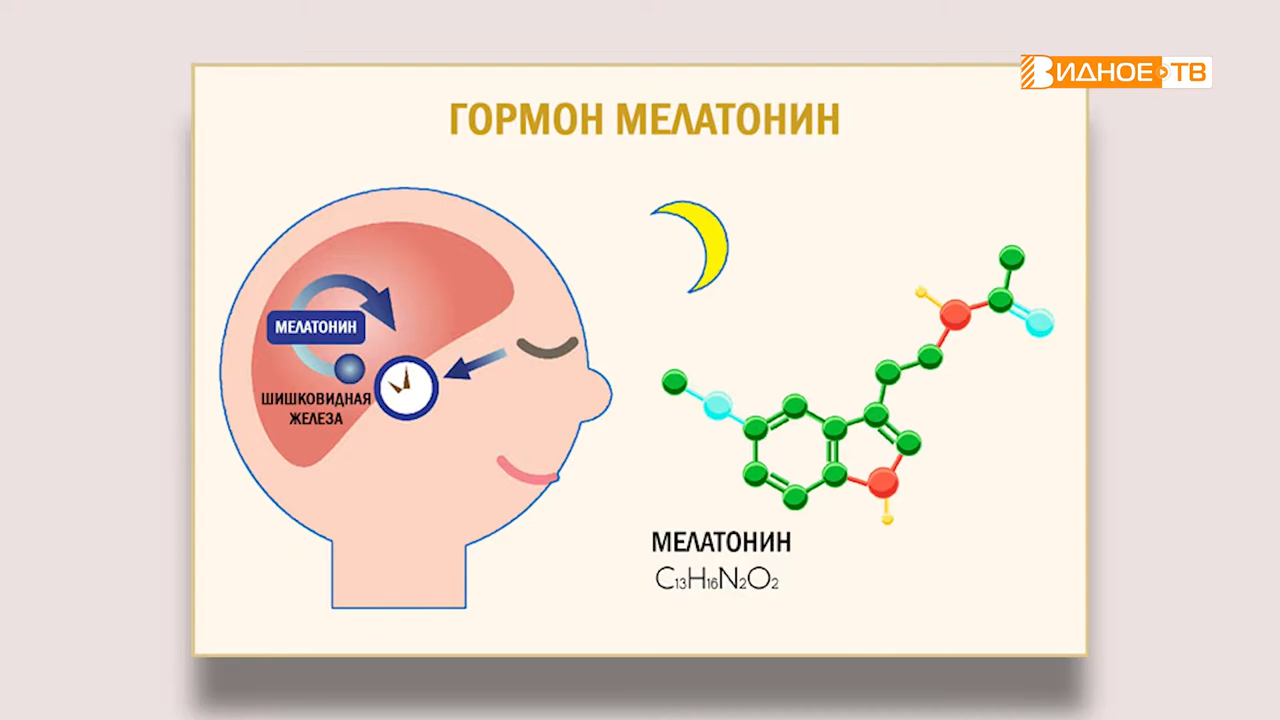 ВИДНОЕ ТВ
ГОРМОН МЕЛАТОНИН
МЕЛАТОНИН
ШИШКОВИДНАЯ
ЖЕЛЕЗА
МЕЛАТОНИН
C₁₃H₁₆N₂O₂